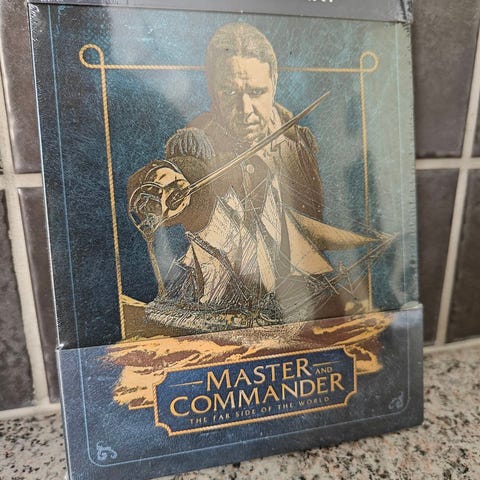 MASTER AND
COMMANDER
THE FAR SIDE OF THE WORLD